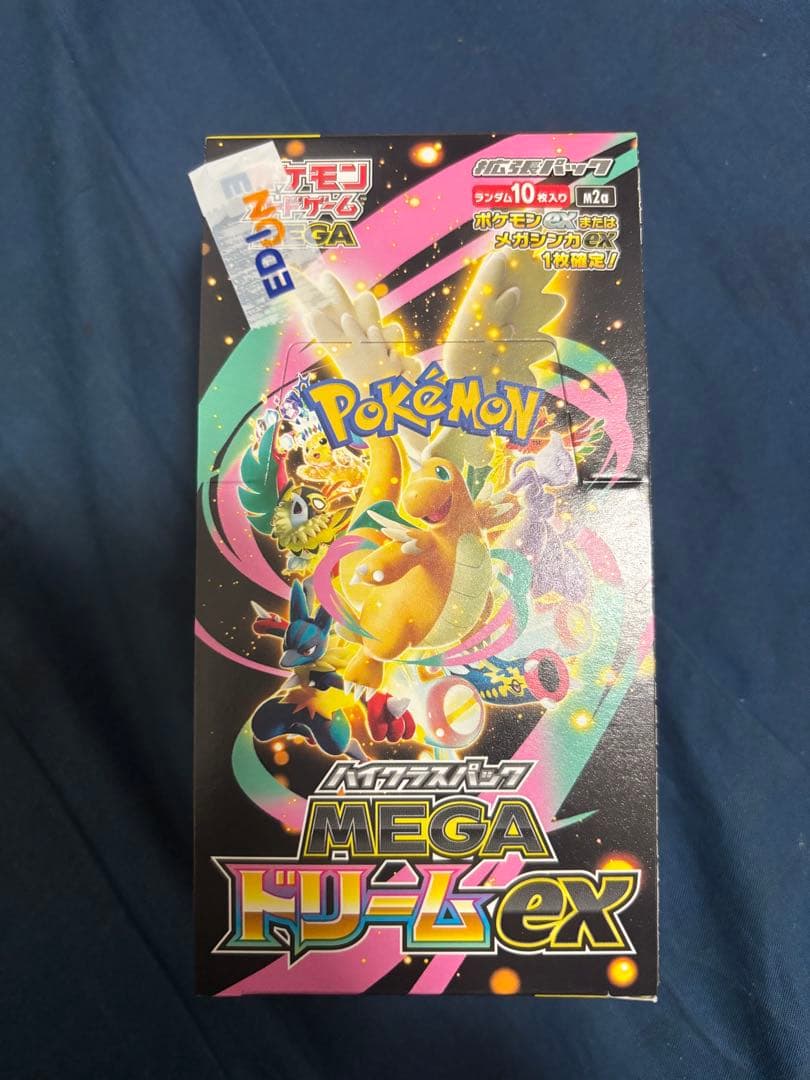 ケモン
ードゲーム
MEGA
EDUNE
拡張パック
ランダム10枚入り
M2a
ポケモンexまたは
メガシンカex
1枚確定!
POKéMON
ハイクラスパック
MEGA
ドリームex